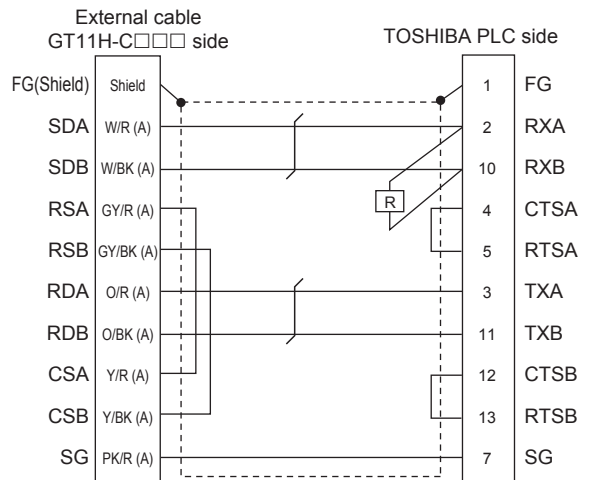 External cable
GT11H-C□□□ side
TOSHIBA PLC side
FG(Shield) Shield 1 FG
SDA W/R (A) 2 RXA
SDB W/BK (A) 10 RXB
R
RSA GY/R (A) 4 CTSA
RSB GY/BK (A) 5 RTSA
RDA O/R (A) 3 TXA
RDB O/BK (A) 11 TXB
CSA Y/R (A) 12 CTSB
CSB Y/BK (A) 13 RTSB
SG PK/R (A) 7 SG